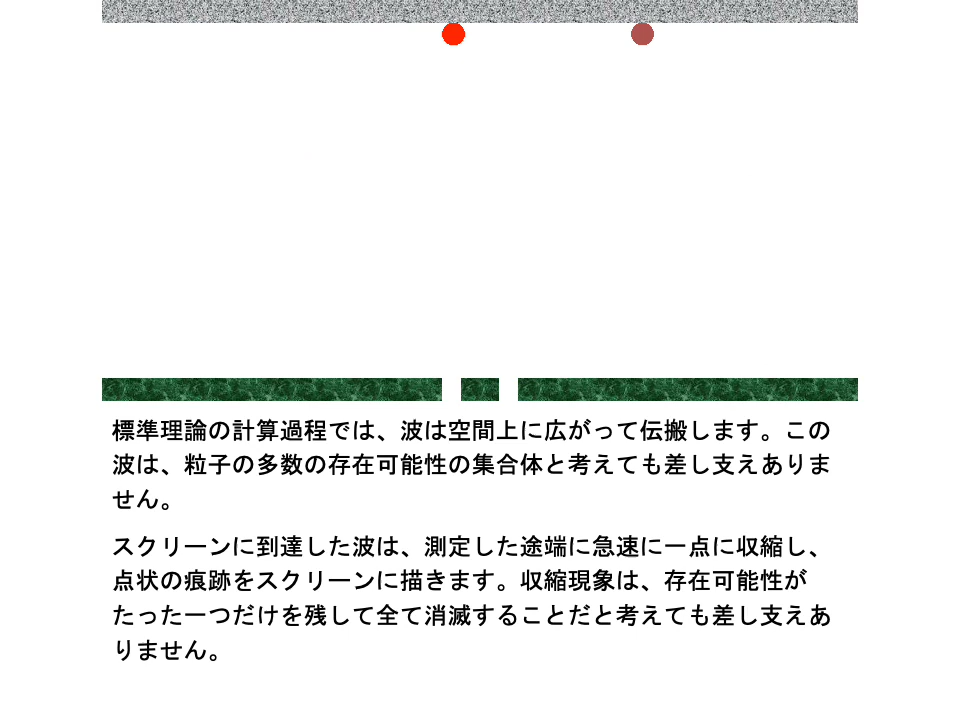 標準理論の計算過程では、波は空間上に広がって伝搬します。この
波は、粒子の多数の存在可能性の集合体と考えても差し支えありま
せん。
スクリーンに到達した波は、測定した途端に急速に一点に収縮し、
点状の痕跡をスクリーンに描きます。収縮現象は、存在可能性が
たった一つだけを残して全て消滅することだと考えても差し支えあ
りません。